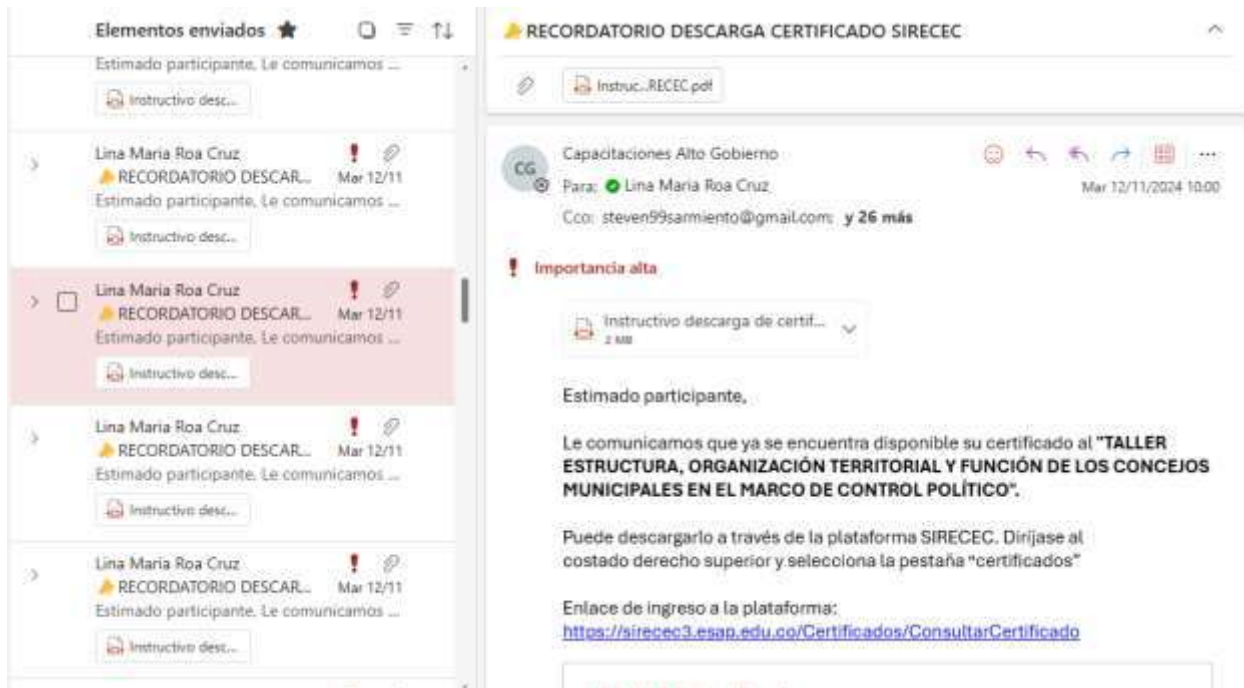 Elementos enviados
Estimado participante, Le comunicamos ...
Instructivo desc...
Lina Maria Roa Cruz
RECORDATORIO DESCAR... Mar 12/11
Estimado participante, Le comunicamos ...
Instructivo desc...
Lina Maria Roa Cruz
RECORDATORIO DESCAR... Mar 12/11
Estimado participante, Le comunicamos ...
Instructivo desc...
Lina Maria Roa Cruz
RECORDATORIO DESCAR... Mar 12/11
Estimado participante, Le comunicamos ...
Instructivo desc...
Lina Maria Roa Cruz
RECORDATORIO DESCAR... Mar 12/11
Estimado participante, Le comunicamos ...
Instructivo desc...
RECORDATORIO DESCARGA CERTIFICADO SIRECEC
Instruc...RECEC.pdf
CG
Capacitaciones Alto Gobierno
Para: Lina Maria Roa Cruz
Mar 12/11/2024 10:00
Cco: steven99sarmiento@gmail.com; y 26 más
Importancia alta
Instructivo descarga de certif...
2 MB
Estimado participante,
Le comunicamos que ya se encuentra disponible su certificado al "TALLER
ESTRUCTURA, ORGANIZACIÓN TERRITORIAL Y FUNCIÓN DE LOS CONCEJOS
MUNICIPALES EN EL MARCO DE CONTROL POLÍTICO".
Puede descargarlo a través de la plataforma SIRECEC. Diríjase al
costado derecho superior y selecciona la pestaña "certificados"
Enlace de ingreso a la plataforma:
https://sirecec3.esap.edu.co/Certificados/ConsultarCertificado